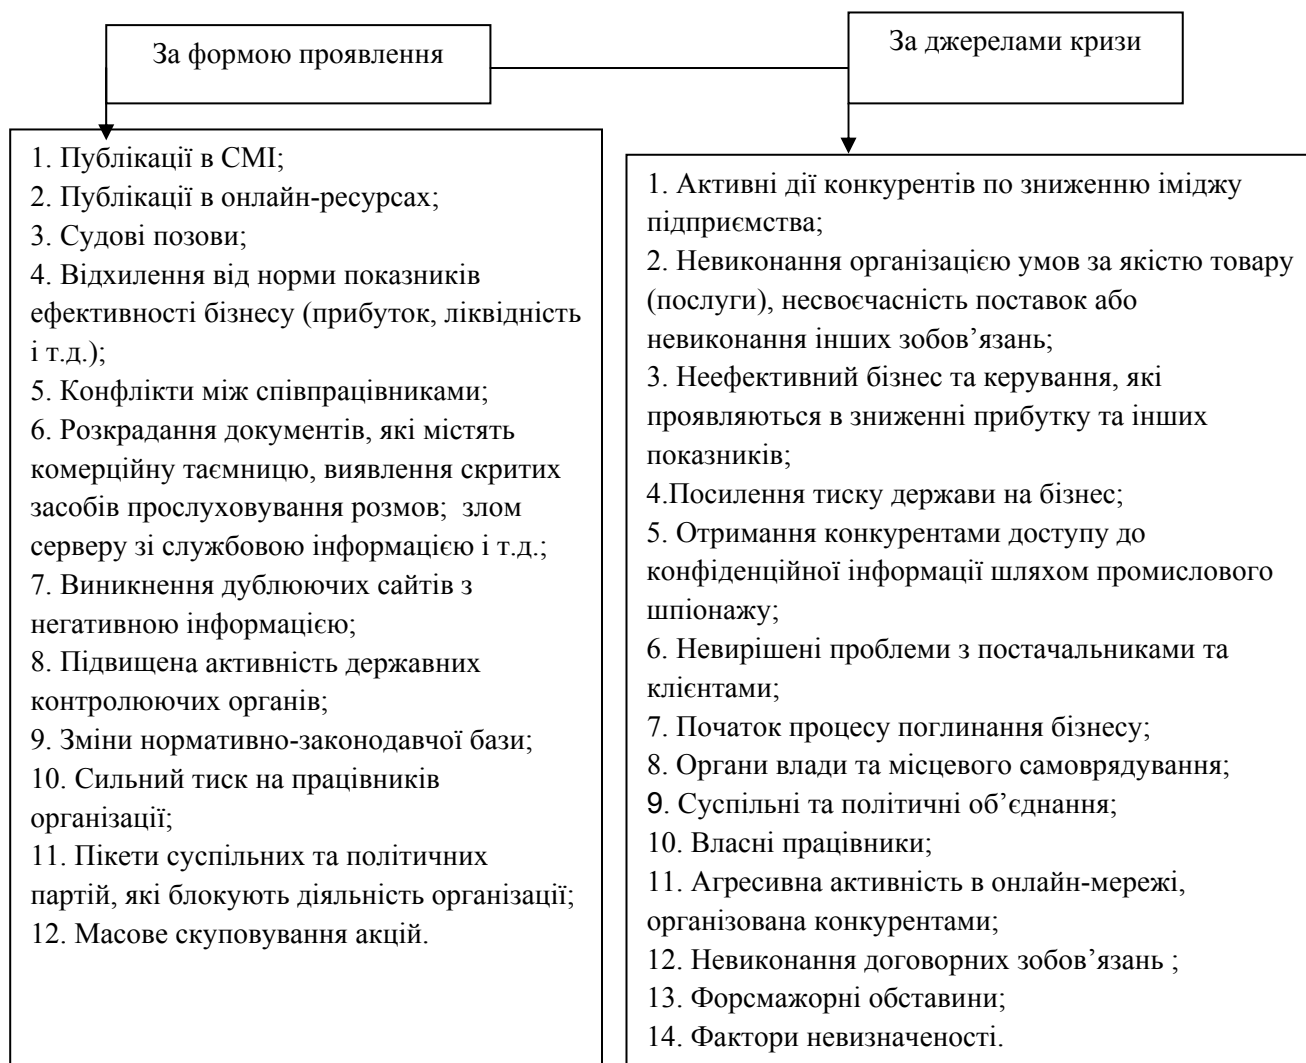 За формою проявлення
За джерелами кризи
1. Публікації в СМІ;
2. Публікації в онлайн-ресурсах;
3. Судові позови;
4. Відхилення від норми показників
ефективності бізнесу (прибуток, ліквідність
і т.д.);
5. Конфлікти між співпрацівниками;
6. Розкрадання документів, які містять
комерційну таємницю, виявлення скритих
засобів прослуховування розмов;  злом
серверу зі службовою інформацією і т.д.;
7. Виникнення дублюючих сайтів з
негативною інформацією;
8. Підвищена активність державних
контролюючих органів;
9. Зміни нормативно-законодавчої бази;
10. Сильний тиск на працівників
організації;
11. Пікети суспільних та політичних
партій, які блокують діяльність організації;
12. Масове скуповування акцій.
1. Активні дії конкурентів по зниженню іміджу
підприємства;
2. Невиконання організацією умов за якістю товару
(послуги), несвоєчасність поставок або
невиконання інших зобов’язань;
3. Неефективний бізнес та керування, які
проявляються в зниженні прибутку та інших
показників;
4.Посилення тиску держави на бізнес;
5. Отримання конкурентами доступу до
конфіденційної інформації шляхом промислового
шпіонажу;
6. Невирішені проблеми з постачальниками та
клієнтами;
7. Початок процесу поглинання бізнесу;
8. Органи влади та місцевого самоврядування;
9. Суспільні та політичні об’єднання;
10. Власні працівники;
11. Агресивна активність в онлайн-мережі,
організована конкурентами;
12. Невиконання договорних зобов’язань ;
13. Форсмажорні обставини;
14. Фактори невизначеності.